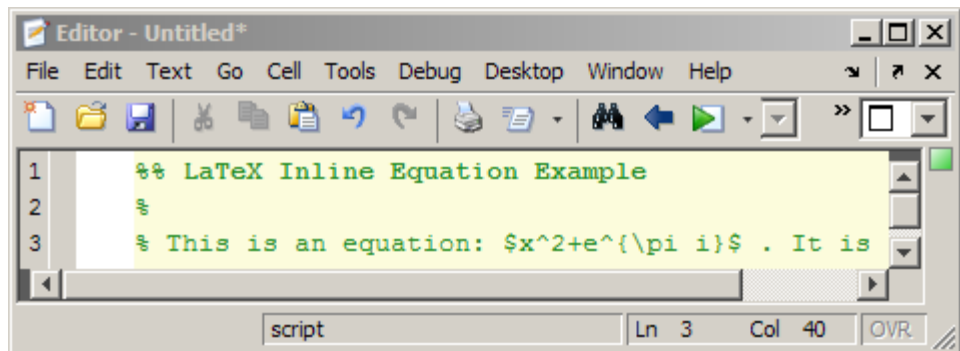 Editor - Untitled*
File Edit Text Go Cell Tools Debug Desktop Window Help
1 %% LaTeX Inline Equation Example
2 %
3 % This is an equation: $x^2+e^{\pi i}$ . It is
script Ln 3 Col 40 OVR